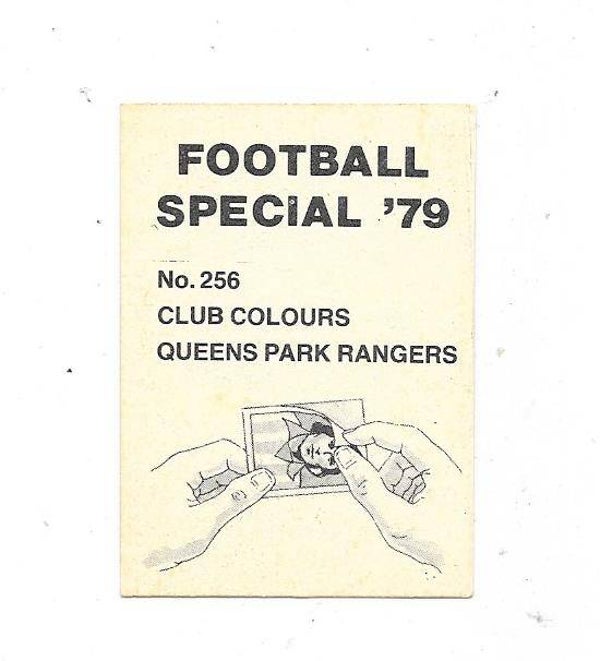 FOOTBALL
SPECIAL '79
No. 256
CLUB COLOURS
QUEENS PARK RANGERS